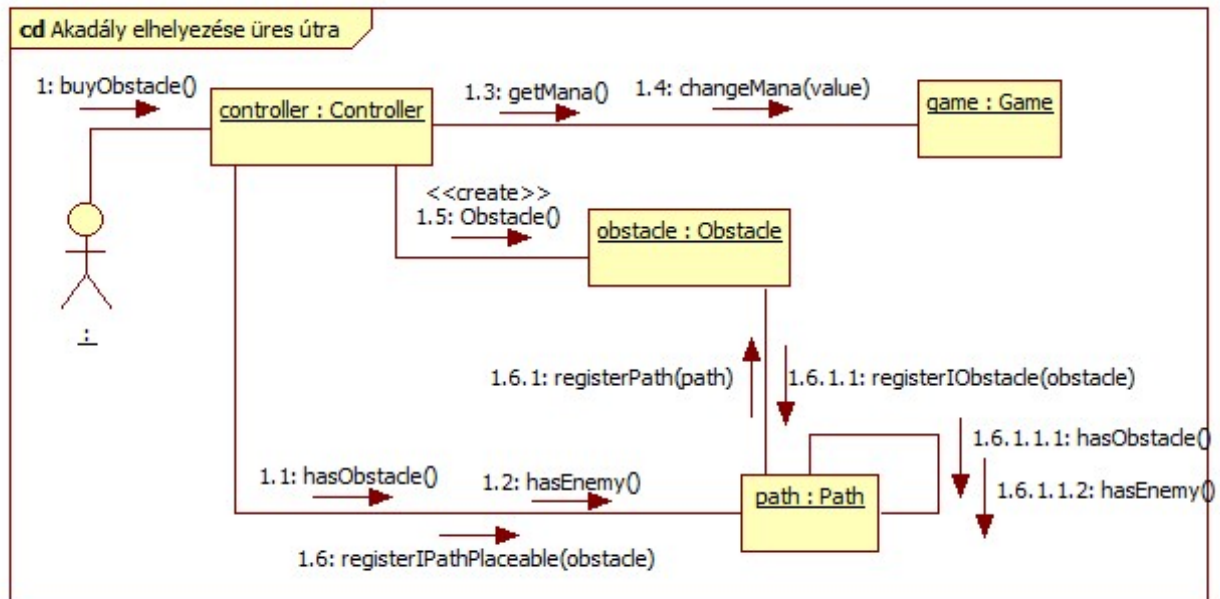 cd Akadály elhelyezése üres útra
1: buyObstacle()
controller : Controller
1.3: getMana()
1.4: changeMana(value)
game : Game
<<create>>
1.5: Obstacle()
obstacle : Obstacle
:
1.6.1: registerPath(path)
1.6.1.1: registerIObstacle(obstacle)
1.6.1.1.1: hasObstacle()
1.1: hasObstacle()
1.2: hasEnemy()
path : Path
1.6.1.1.2: hasEnemy()
1.6: registerIPathPlaceable(obstacle)